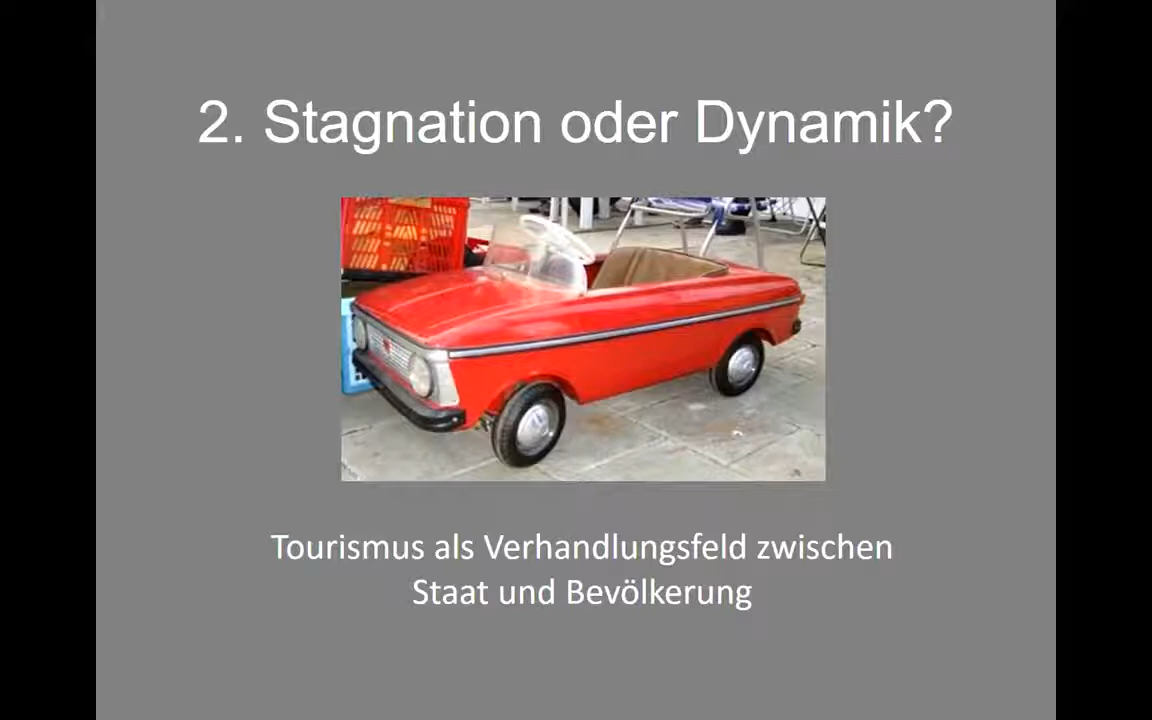 2. Stagnation oder Dynamik?
Tourismus als Verhandlungsfeld zwischen
Staat und Bevölkerung